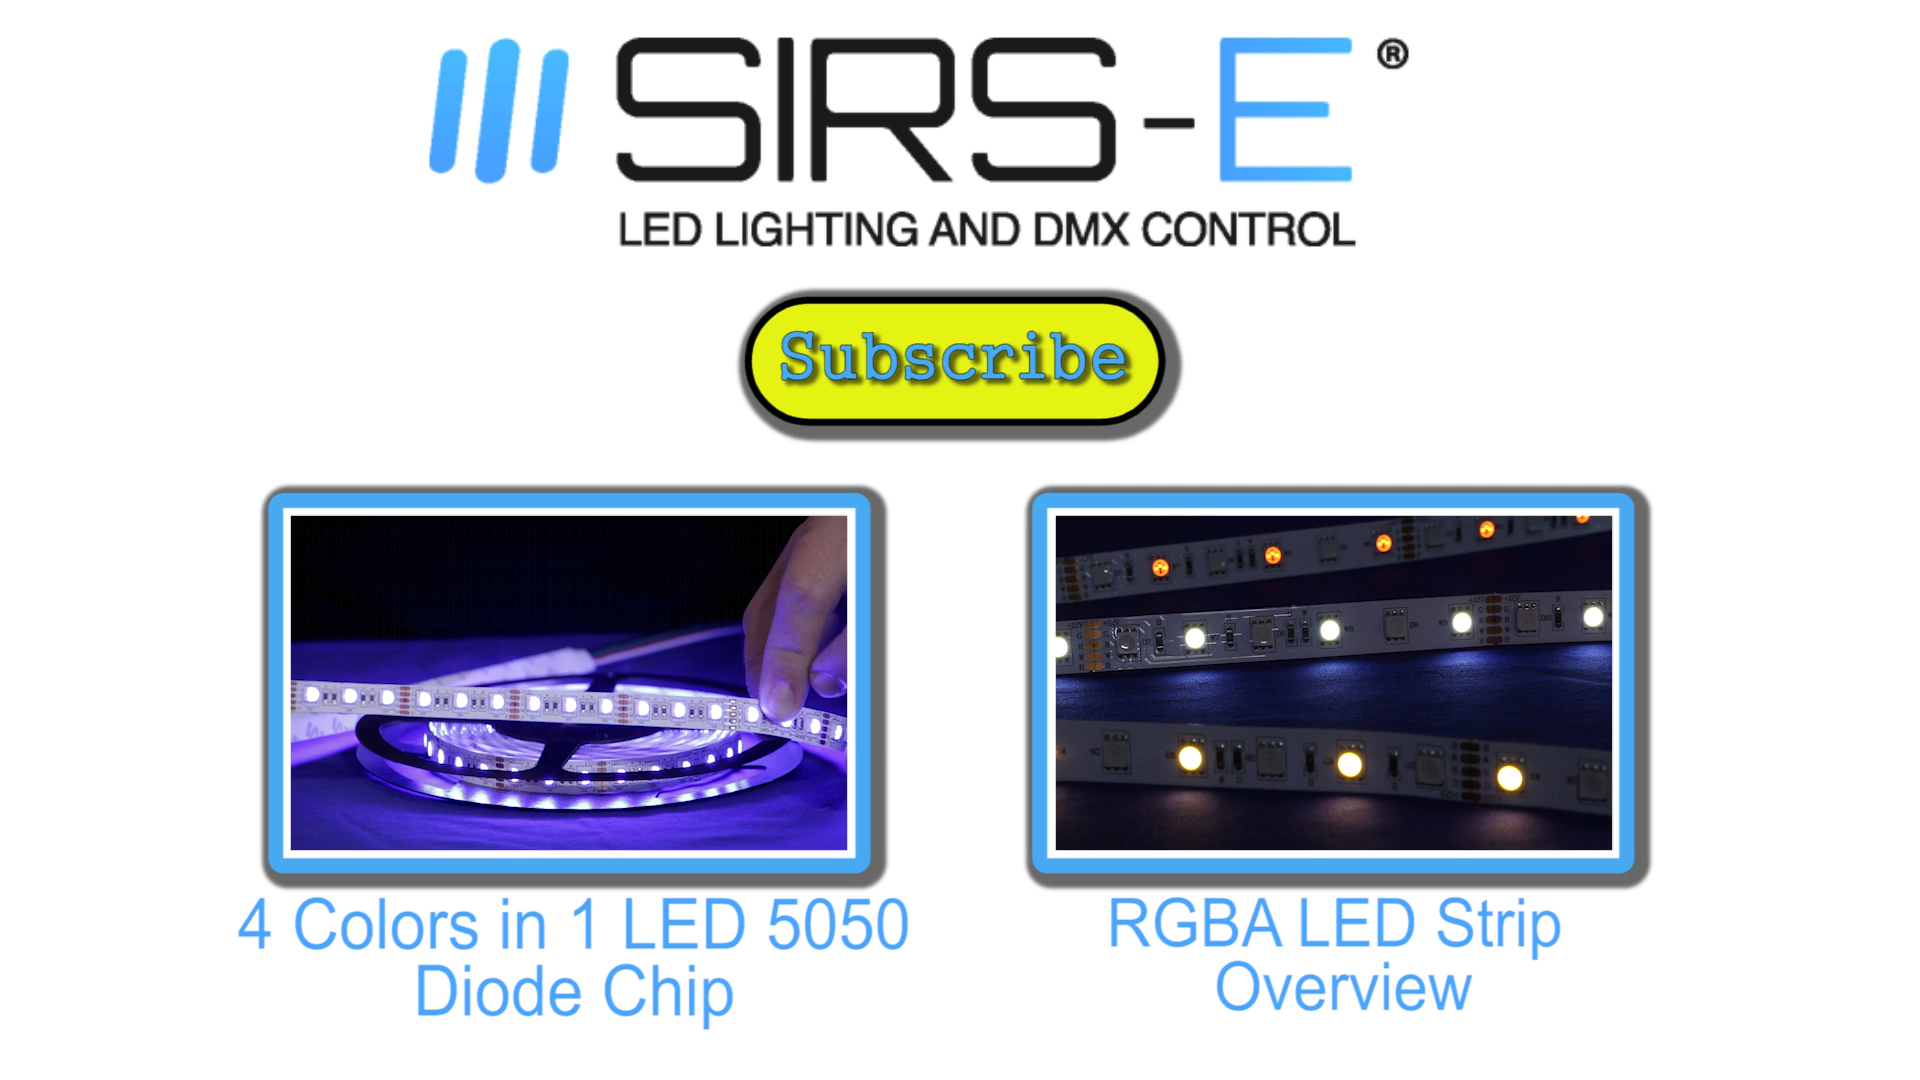 SIRS-E®
LED LIGHTING AND DMX CONTROL
Subscribe
4 Colors in 1 LED 5050
Diode Chip
RGBA LED Strip
Overview